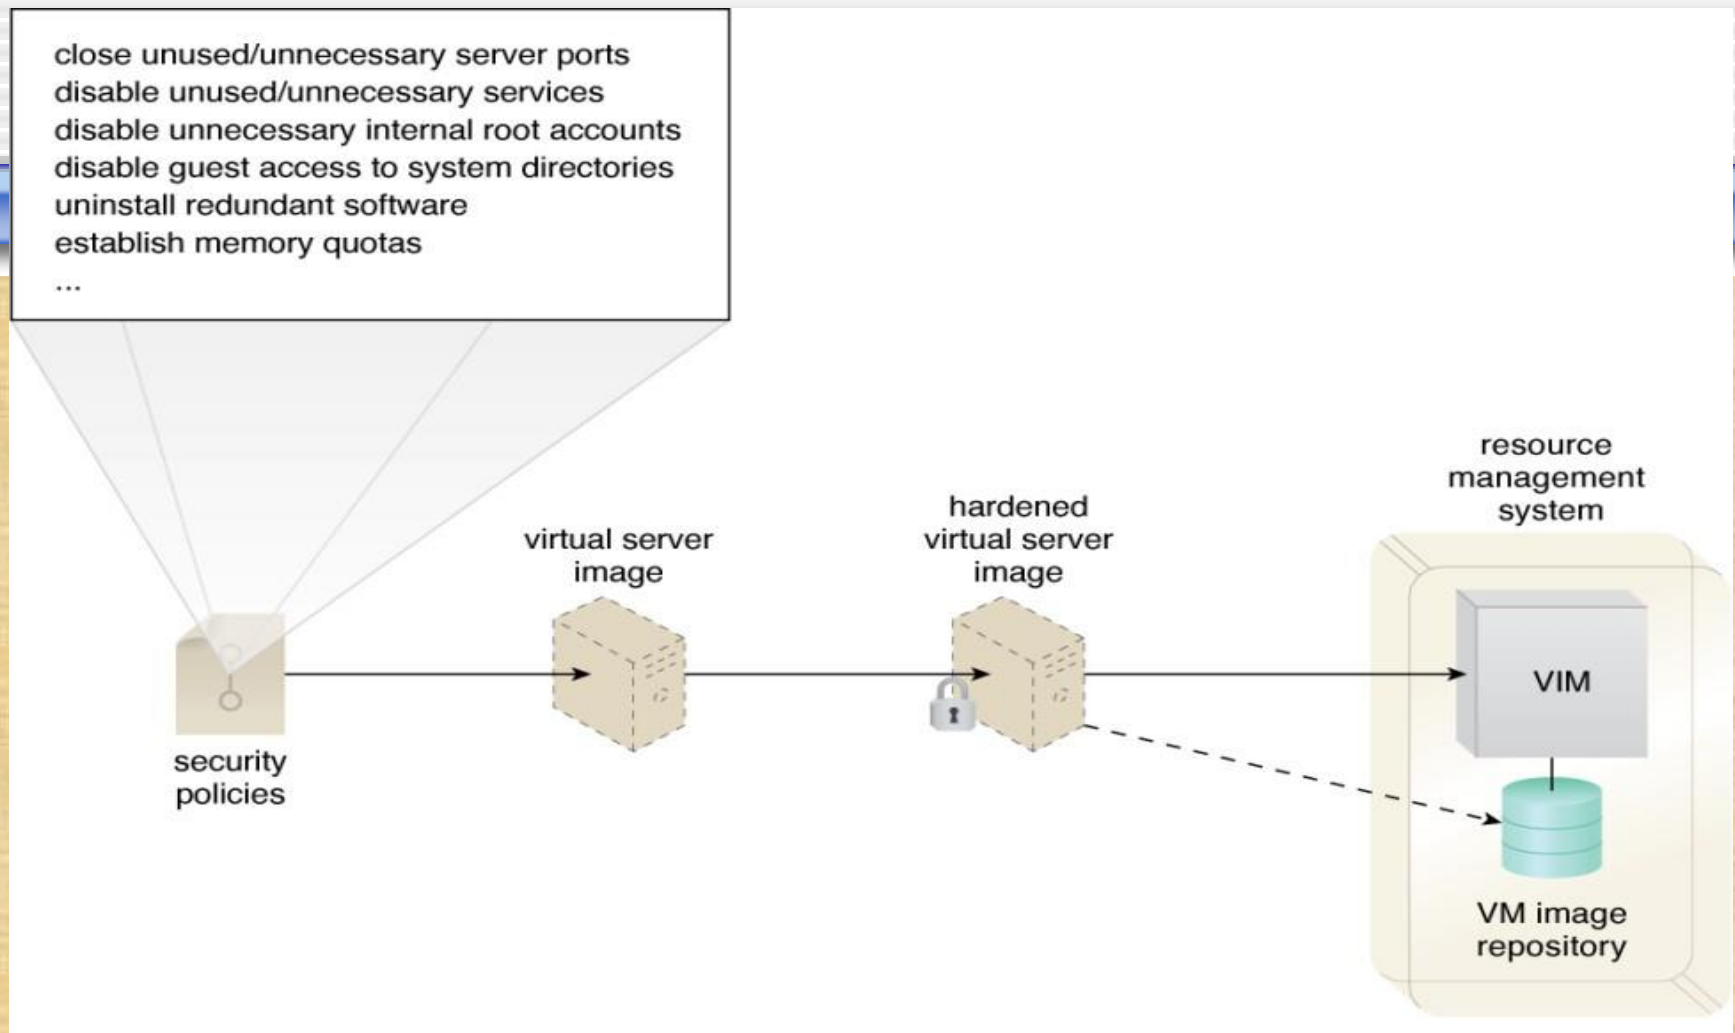 close unused/unnecessary server ports
disable unused/unnecessary services
disable unnecessary internal root accounts
disable guest access to system directories
uninstall redundant software
establish memory quotas
...
resource
management
system
hardened
virtual server
image
virtual server
image
VIM
security
policies
VM image
repository